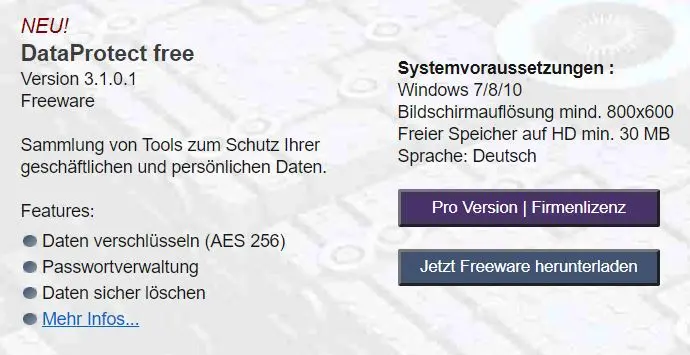 NEU!
DataProtect free
Version 3.1.0.1
Freeware
Sammlung von Tools zum Schutz Ihrer
geschäftlichen und persönlichen Daten.
Features:
Daten verschlüseln (AES 256)
Passwortverwaltung
Daten sicher löschen
Mehr Infos...
Systemvoraussetzungen :
Windows 7/8/10
Bildschirmauflösung mind. 800x600
Freier Speicher auf HD min. 30 MB
Sprache: Deutsch
Pro Version | Firmenlizenz
Jetzt Freeware herunterladen